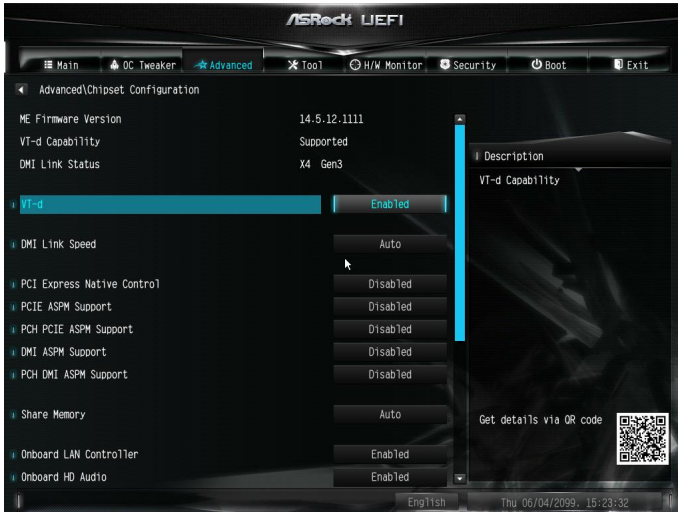 ASRock UEFI
Main OC Tweaker Advanced Tool H/W Monitor Security Boot Exit
Advanced\Chipset Configuration
ME Firmware Version 14.5.12.1111
VT-d Capability Supported
DMI Link Status X4 Gen3
Description
VT-d Capability
VT-d Enabled
DMI Link Speed Auto
PCI Express Native Control Disabled
PCIE ASPM Support Disabled
PCH PCIE ASPM Support Disabled
DMI ASPM Support Disabled
PCH DMI ASPM Support Disabled
Share Memory Auto
Get details via QR code
Onboard LAN Controller Enabled
Onboard HD Audio Enabled
English Thu 06/04/2099. 15:23:32